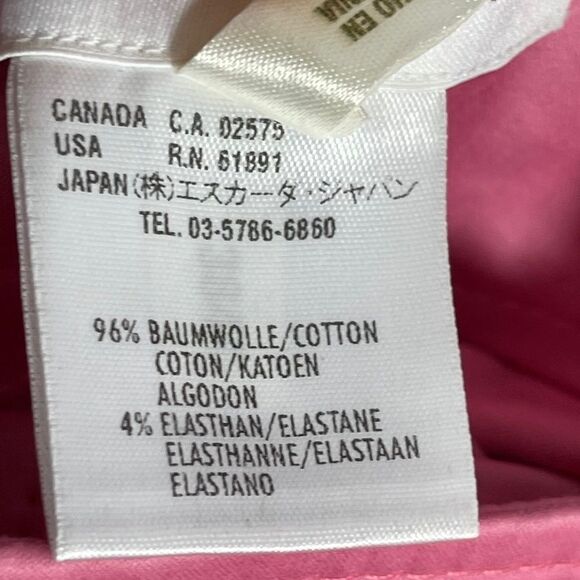 CANADA C.A. 02575
USA R.N. 61891
JAPAN(株)エスカーダ・ジャパン
TEL. 03-5786-6860
96% BAUMWOLLE/COTTON
COTON/KATOEN
ALGODON
4% ELASTHAN/ELASTANE
ELASTHANNE/ELASTAAN
ELASTANO